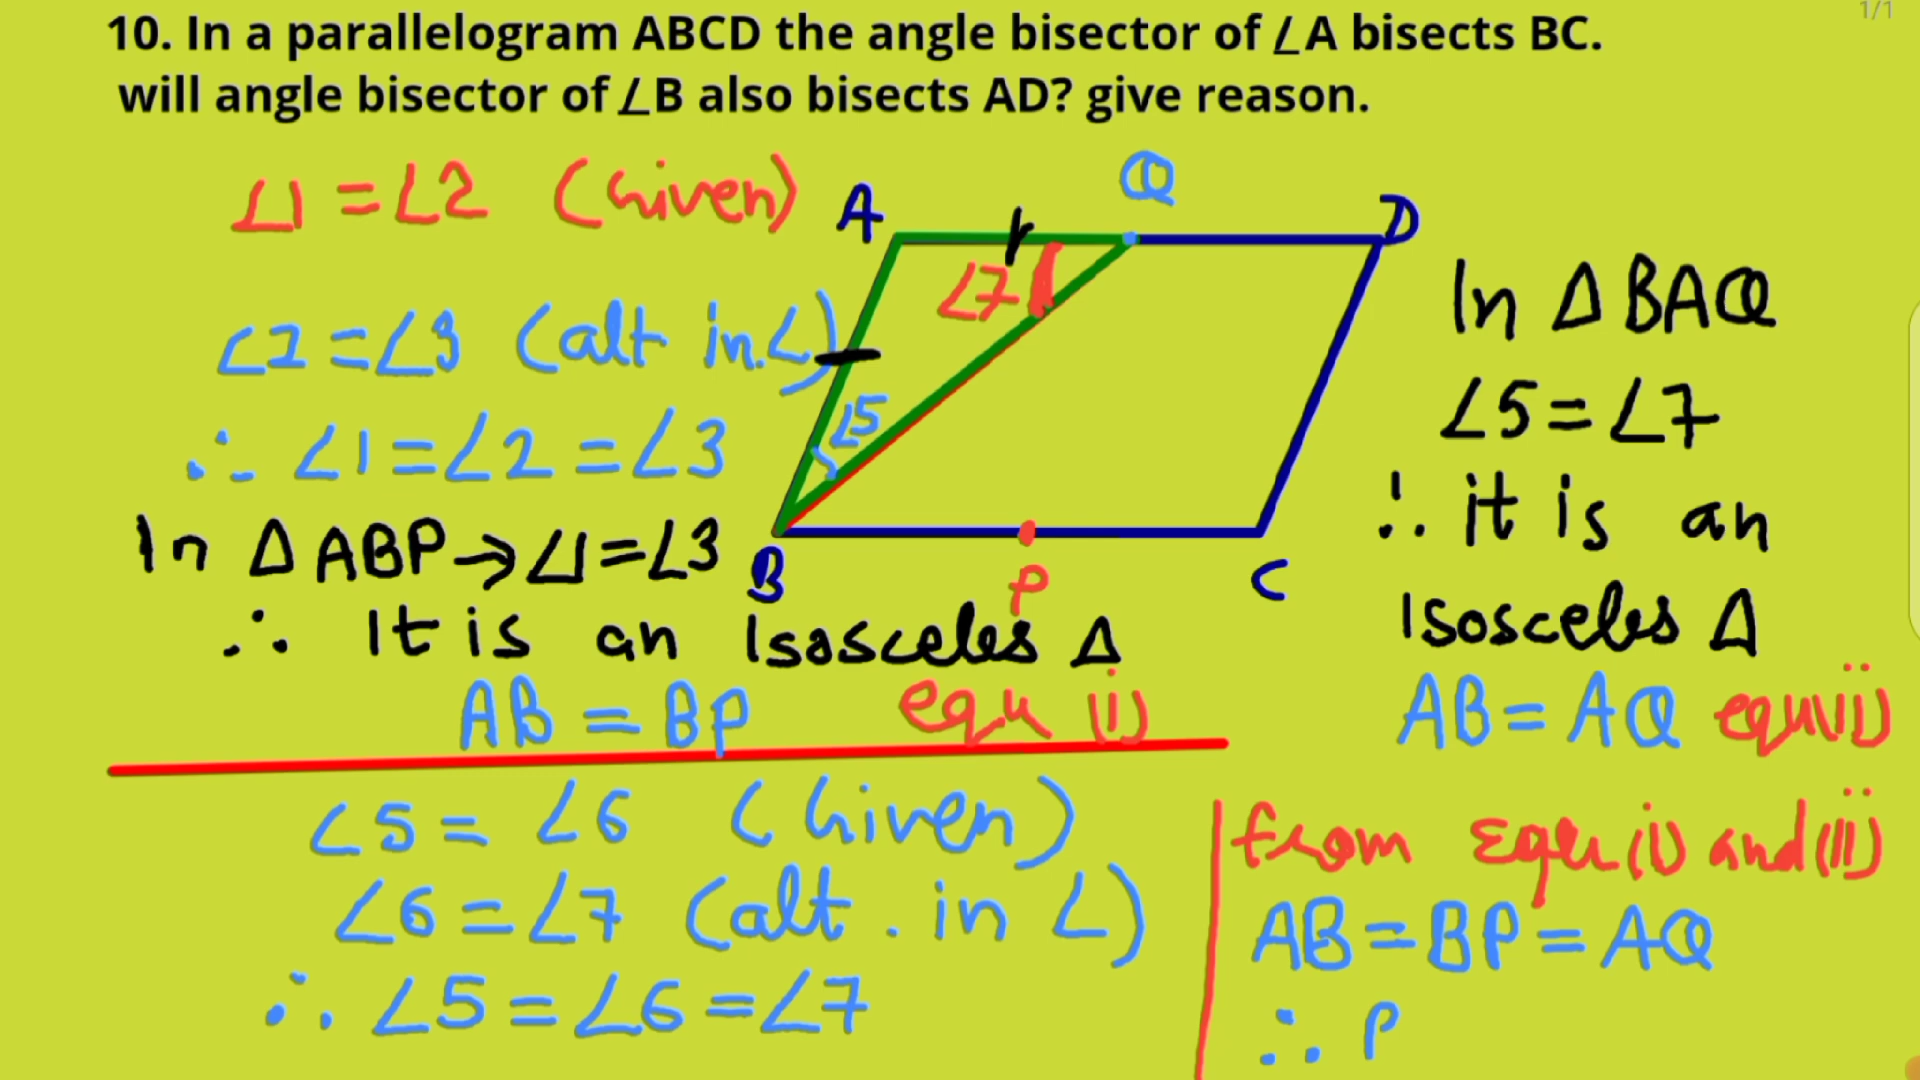 1/1
10. In a parallelogram ABCD the angle bisector of ∠A bisects BC.
will angle bisector of ∠B also bisects AD? give reason.
∠1 = ∠2 (Given)
∠2 = ∠3 (alt in.∠)
∴ ∠1 = ∠2 = ∠3
In Δ ABP → ∠1 = ∠3
∴ It is an Isosceles Δ
AB = BP equ (i)
A
Q
D
∠7
∠5
B
P
C
In Δ BAQ
∠5 = ∠7
∴ it is an
Isosceles Δ
AB = AQ equ(ii)
∠5 = ∠6 (Given)
∠6 = ∠7 (alt. in ∠)
∴ ∠5 = ∠6 = ∠7
from Equ (i) and (ii)
AB = BP = AQ
∴ P